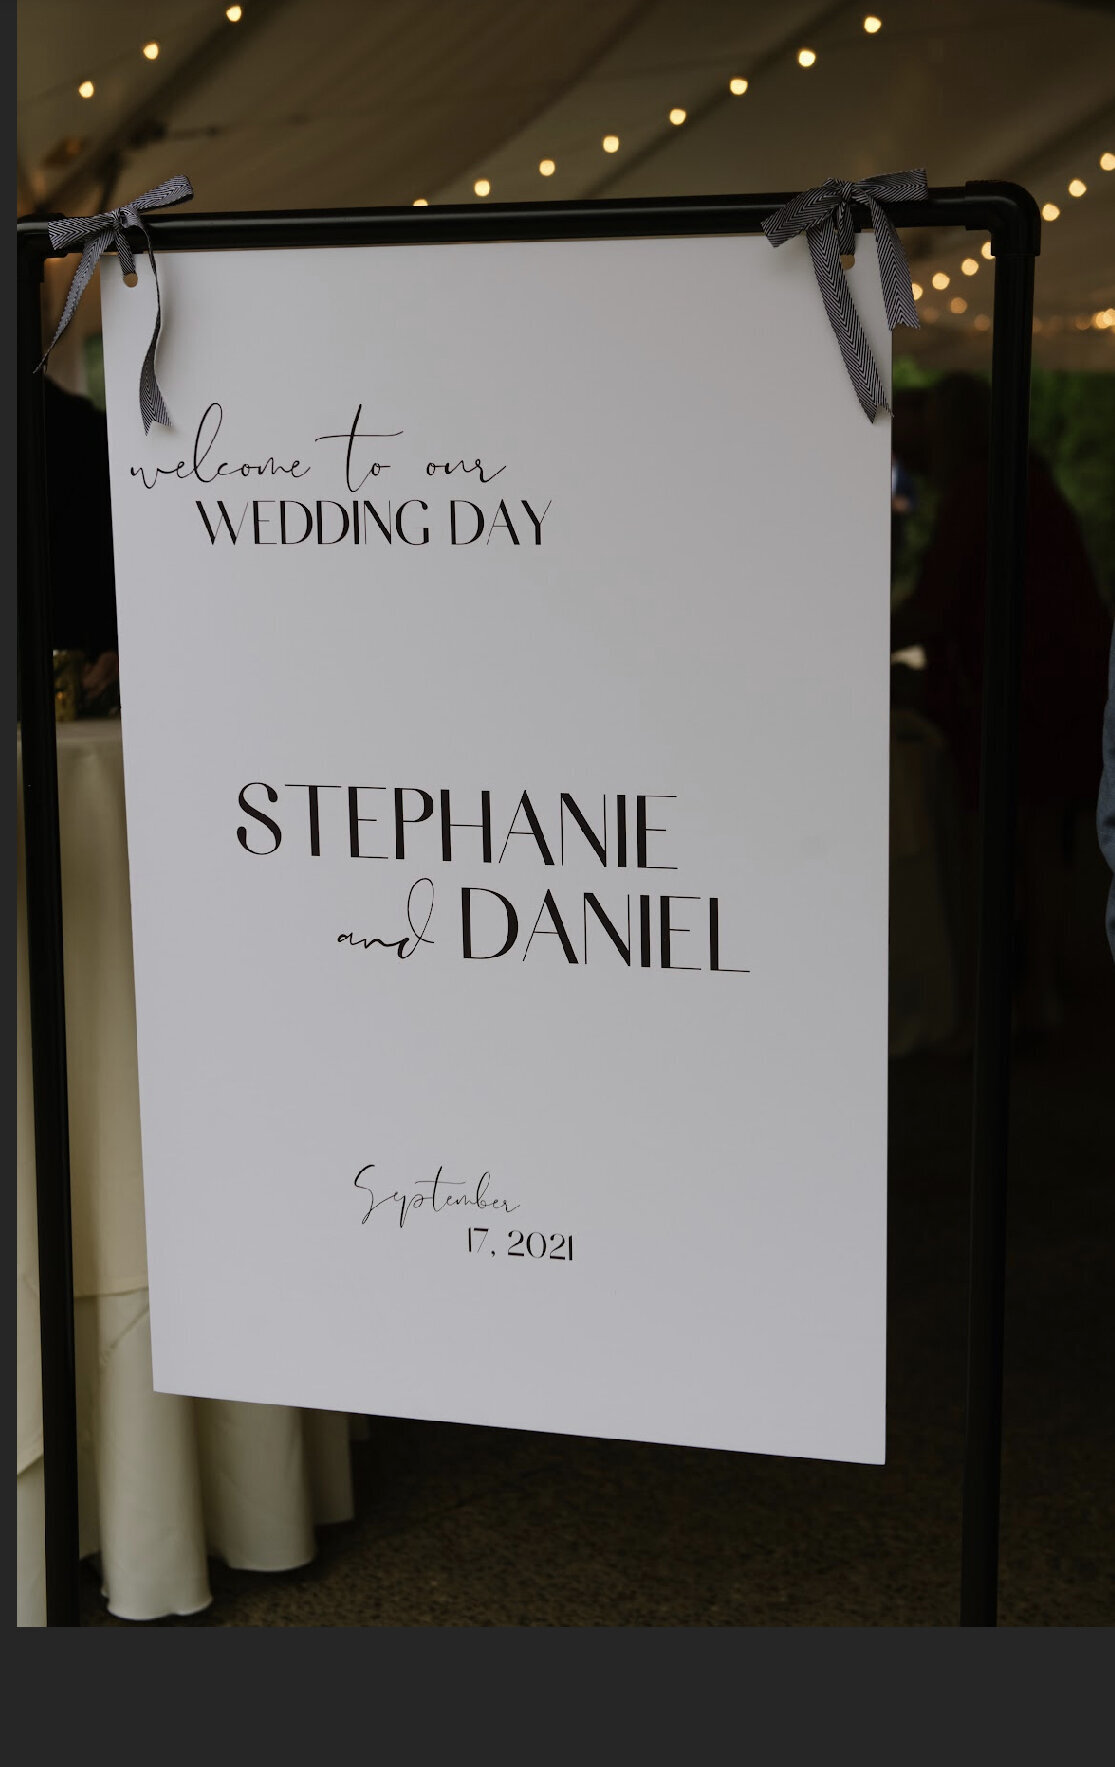 welcome to our
WEDDING DAY
STEPHANIE
and DANIEL
September
17, 2021